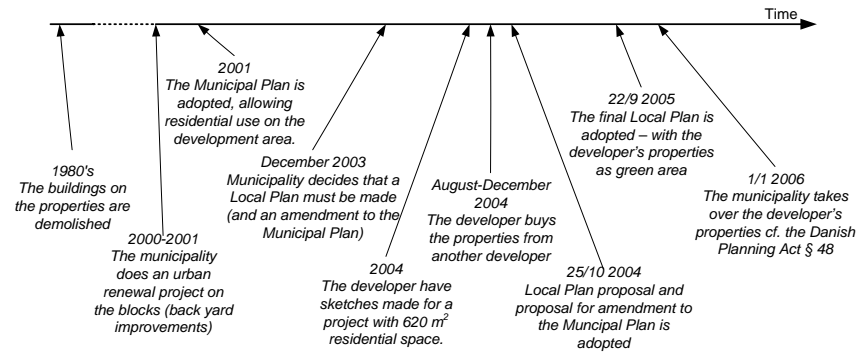 Time
1980's
The buildings on
the properties are
demolished
2000-2001
The municipality
does an urban
renewal project on
the blocks (back yard
improvements)
2001
The Municipal Plan is
adopted, allowing
residential use on the
development area.
December 2003
Municipality decides that a
Local Plan must be made
(and an amendment to the
Municipal Plan)
2004
The developer have
sketches made for a
project with 620 m²
residential space.
August-December
2004
The developer buys
the properties from
another developer
25/10 2004
Local Plan proposal and
proposal for amendment to
the Muncipal Plan is
adopted
22/9 2005
The final Local Plan is
adopted – with the
developer's properties
as green area
1/1 2006
The municipality takes
over the developer's
properties cf. the Danish
Planning Act § 48